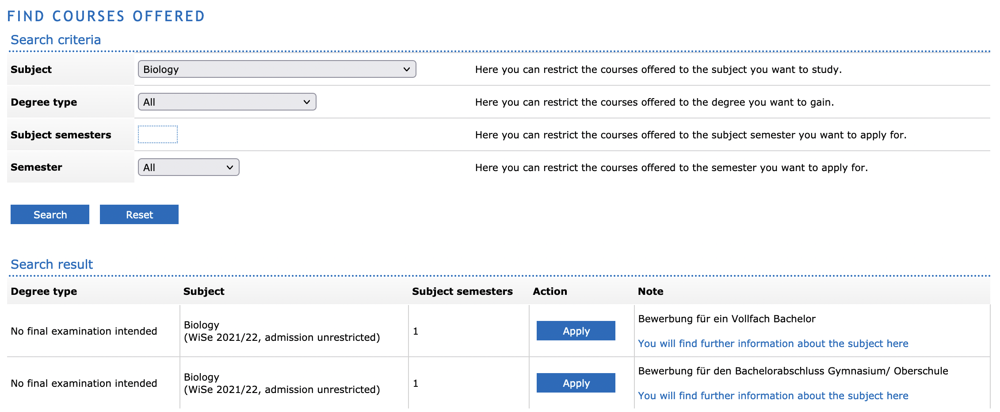 FIND COURSES OFFERED
Search criteria
Subject
Biology
Here you can restrict the courses offered to the subject you want to study.
Degree type
All
Here you can restrict the courses offered to the degree you want to gain.
Subject semesters
Here you can restrict the courses offered to the subject semester you want to apply for.
Semester
All
Here you can restrict the courses offered to the semester you want to apply for.
Search
Reset
Search result
Degree type
Subject
Subject semesters
Action
Note
No final examination intended
Biology
(WiSe 2021/22, admission unrestricted)
1
Apply
Bewerbung für ein Vollfach Bachelor
You will find further information about the subject here
No final examination intended
Biology
(WiSe 2021/22, admission unrestricted)
1
Apply
Bewerbung für den Bachelorabschluss Gymnasium/ Oberschule
You will find further information about the subject here